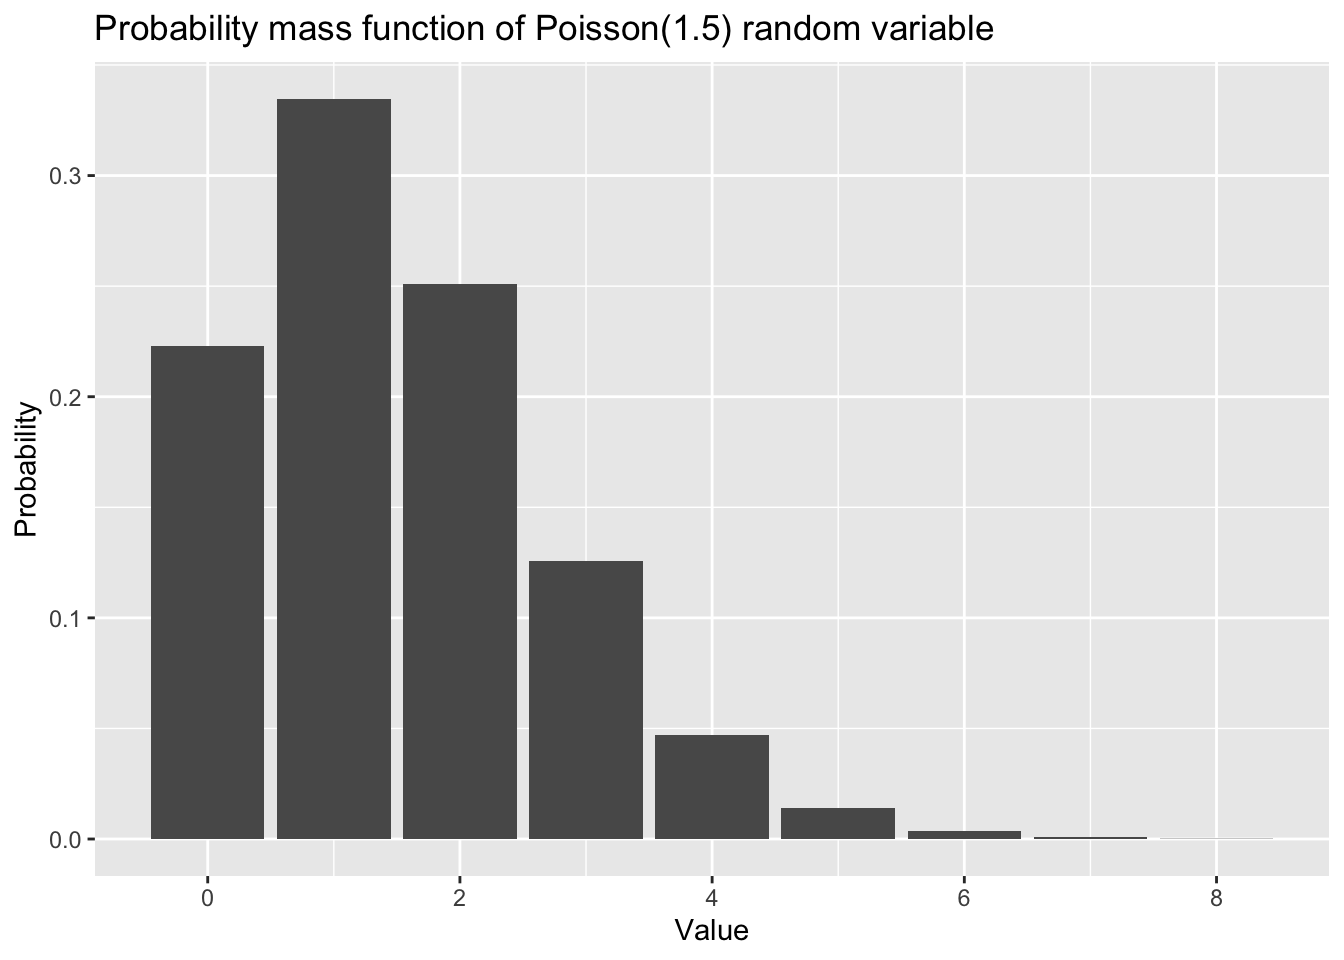 Probability mass function of Poisson(1.5) random variable
Probability
0.3
0.2
0.1
0.0
0 2 4 6 8
Value